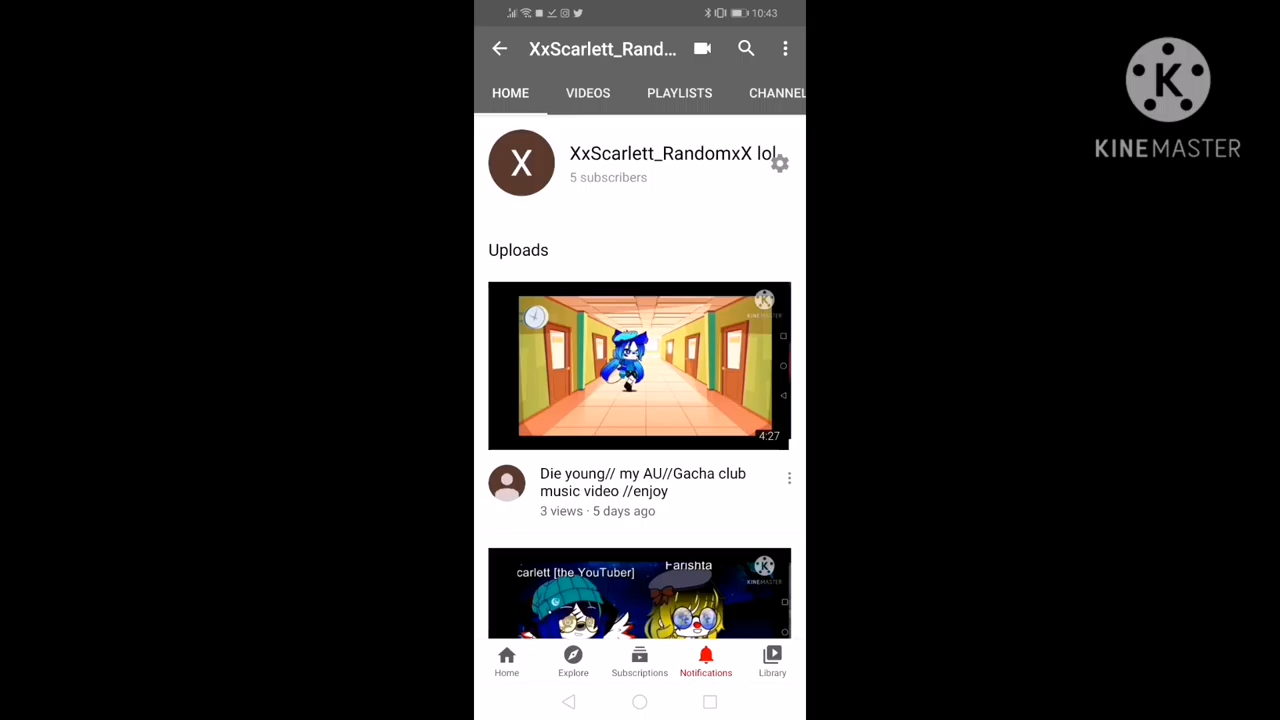 10:43
XxScarlett_Rand...
HOME VIDEOS PLAYLISTS CHANNEL
X
XxScarlett_RandomxX lol
5 subscribers
Uploads
KINEMASTER
4:27
Die young// my AU//Gacha club
music video //enjoy
3 views · 5 days ago
carlett [the YouTuber]
Farishta
KINEMASTER
Home Explore Subscriptions Notifications Library
K
KINEMASTER